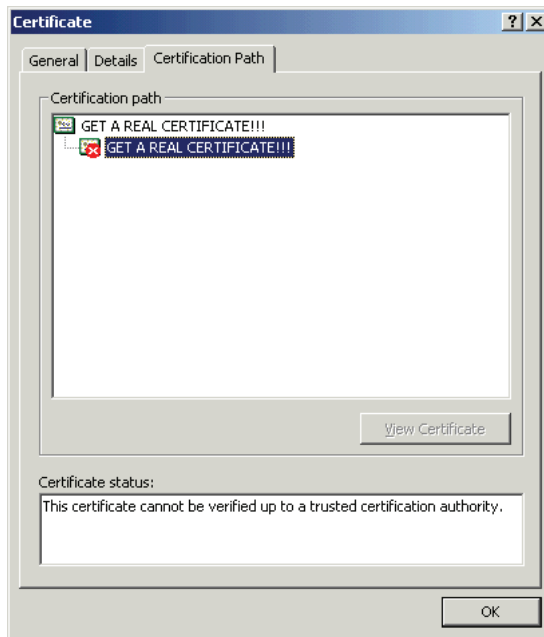 Certificate
General Details Certification Path
Certification path
GET A REAL CERTIFICATE!!!
GET A REAL CERTIFICATE!!!
View Certificate
Certificate status:
This certificate cannot be verified up to a trusted certification authority.
OK